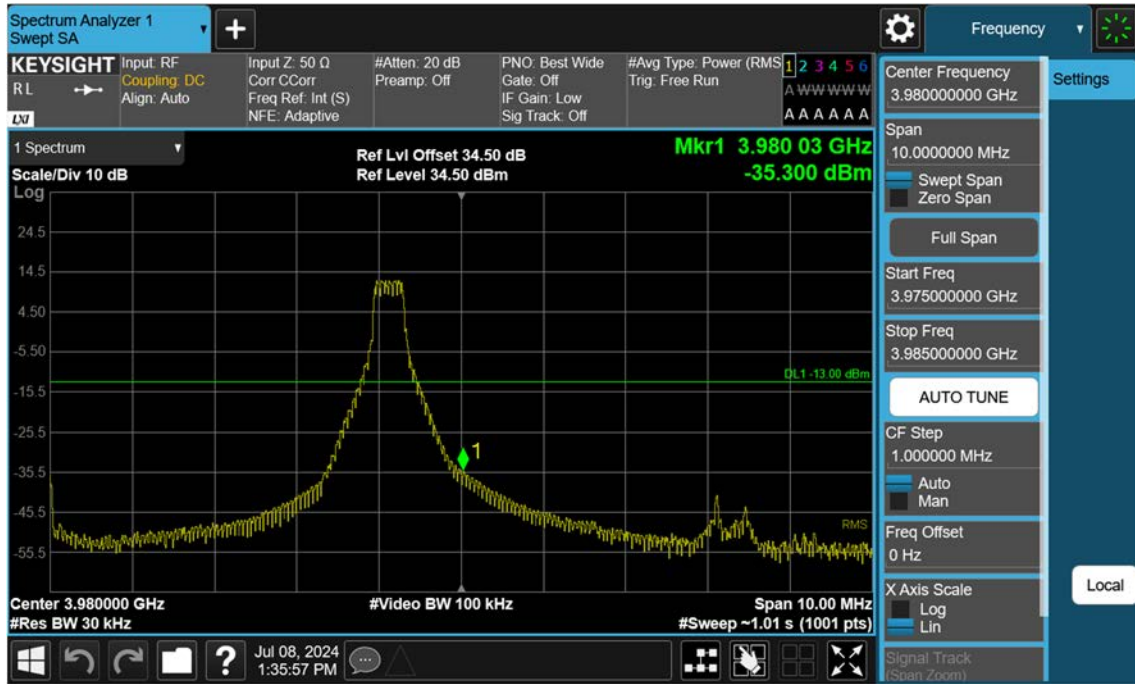 Spectrum Analyzer 1
Swept SA
Frequency
KEYSIGHT
RL
LXI
Input: RF
Coupling: DC
Align: Auto
Input Z: 50 Ω
Corr CCorr
Freq Ref: Int (S)
NFE: Adaptive
#Atten: 20 dB
Preamp: Off
PNO: Best Wide
Gate: Off
IF Gain: Low
Sig Track: Off
#Avg Type: Power (RMS
Trig: Free Run
1 2 3 4 5 6
A W W W W W
A A A A A A
1 Spectrum
Scale/Div 10 dB
Ref Lvl Offset 34.50 dB
Ref Level 34.50 dBm
Mkr1 3.980 03 GHz
-35.300 dBm
Log
24.5
14.5
4.50
-5.50
-15.5
-25.5
-35.5
-45.5
-55.5
DL1 -13.00 dBm
1
RMS
Center 3.980000 GHz
#Res BW 30 kHz
#Video BW 100 kHz
Span 10.00 MHz
#Sweep ~1.01 s (1001 pts)
Center Frequency
3.980000000 GHz
Span
10.0000000 MHz
Swept Span
Zero Span
Full Span
Start Freq
3.975000000 GHz
Stop Freq
3.985000000 GHz
AUTO TUNE
CF Step
1.000000 MHz
Auto
Man
Freq Offset
0 Hz
X Axis Scale
Log
Lin
Signal Track
(Span Zoom)
Settings
Local
?
Jul 08, 2024
1:35:57 PM